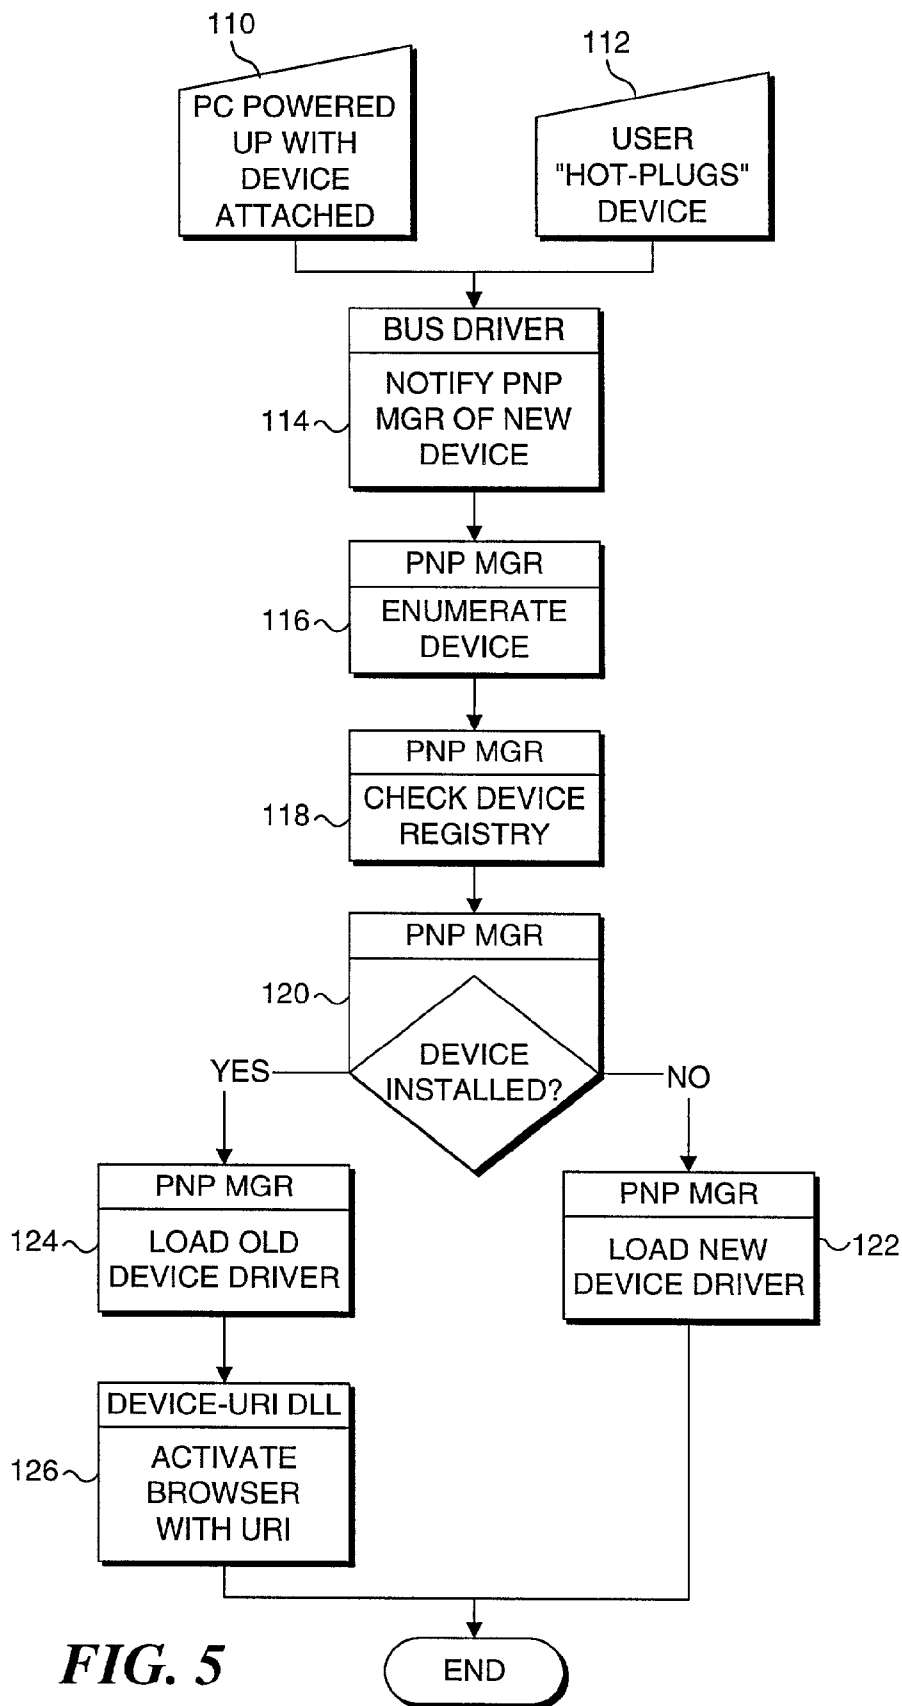 110
112
PC POWERED
UP WITH
DEVICE
ATTACHED
USER
"HOT-PLUGS"
DEVICE
BUS DRIVER
114
NOTIFY PNP
MGR OF NEW
DEVICE
PNP MGR
116
ENUMERATE
DEVICE
PNP MGR
118
CHECK DEVICE
REGISTRY
PNP MGR
120
DEVICE
INSTALLED?
YES
NO
PNP MGR
124
LOAD OLD
DEVICE DRIVER
PNP MGR
122
LOAD NEW
DEVICE DRIVER
DEVICE-URI DLL
126
ACTIVATE
BROWSER
WITH URI
END
FIG. 5